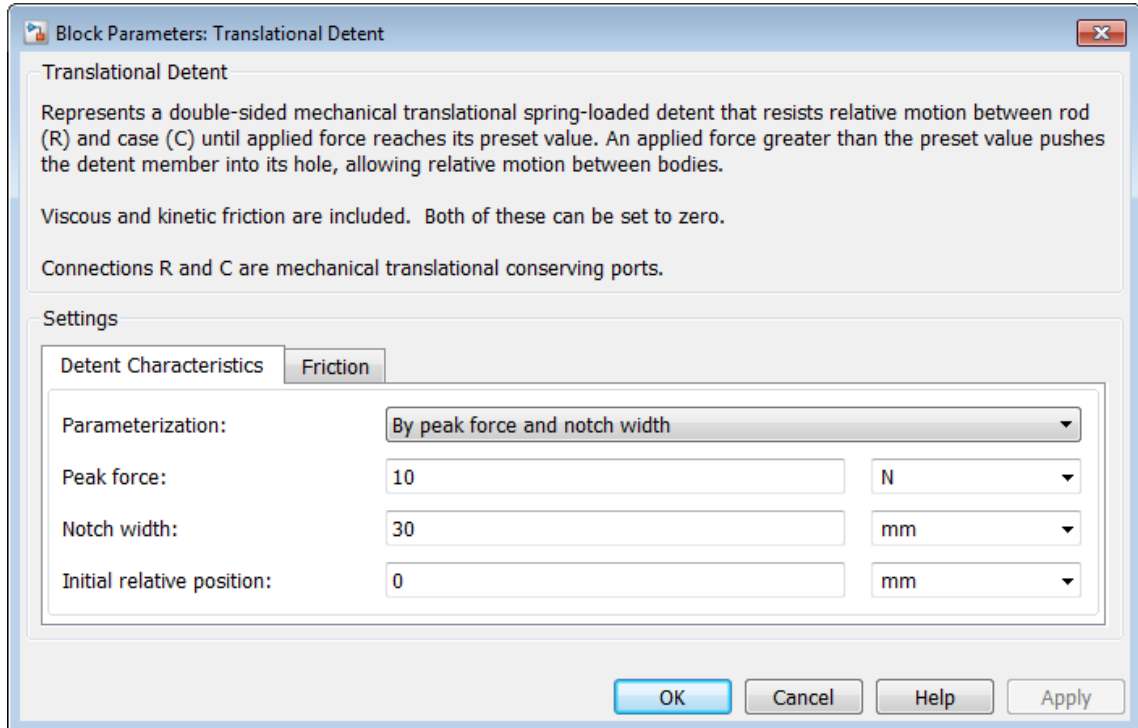 Block Parameters: Translational Detent
Translational Detent
Represents a double-sided mechanical translational spring-loaded detent that resists relative motion between rod
(R) and case (C) until applied force reaches its preset value. An applied force greater than the preset value pushes
the detent member into its hole, allowing relative motion between bodies.
Viscous and kinetic friction are included.  Both of these can be set to zero.
Connections R and C are mechanical translational conserving ports.
Settings
Detent Characteristics Friction
Parameterization: By peak force and notch width
Peak force: 10 N
Notch width: 30 mm
Initial relative position: 0 mm
OK Cancel Help Apply